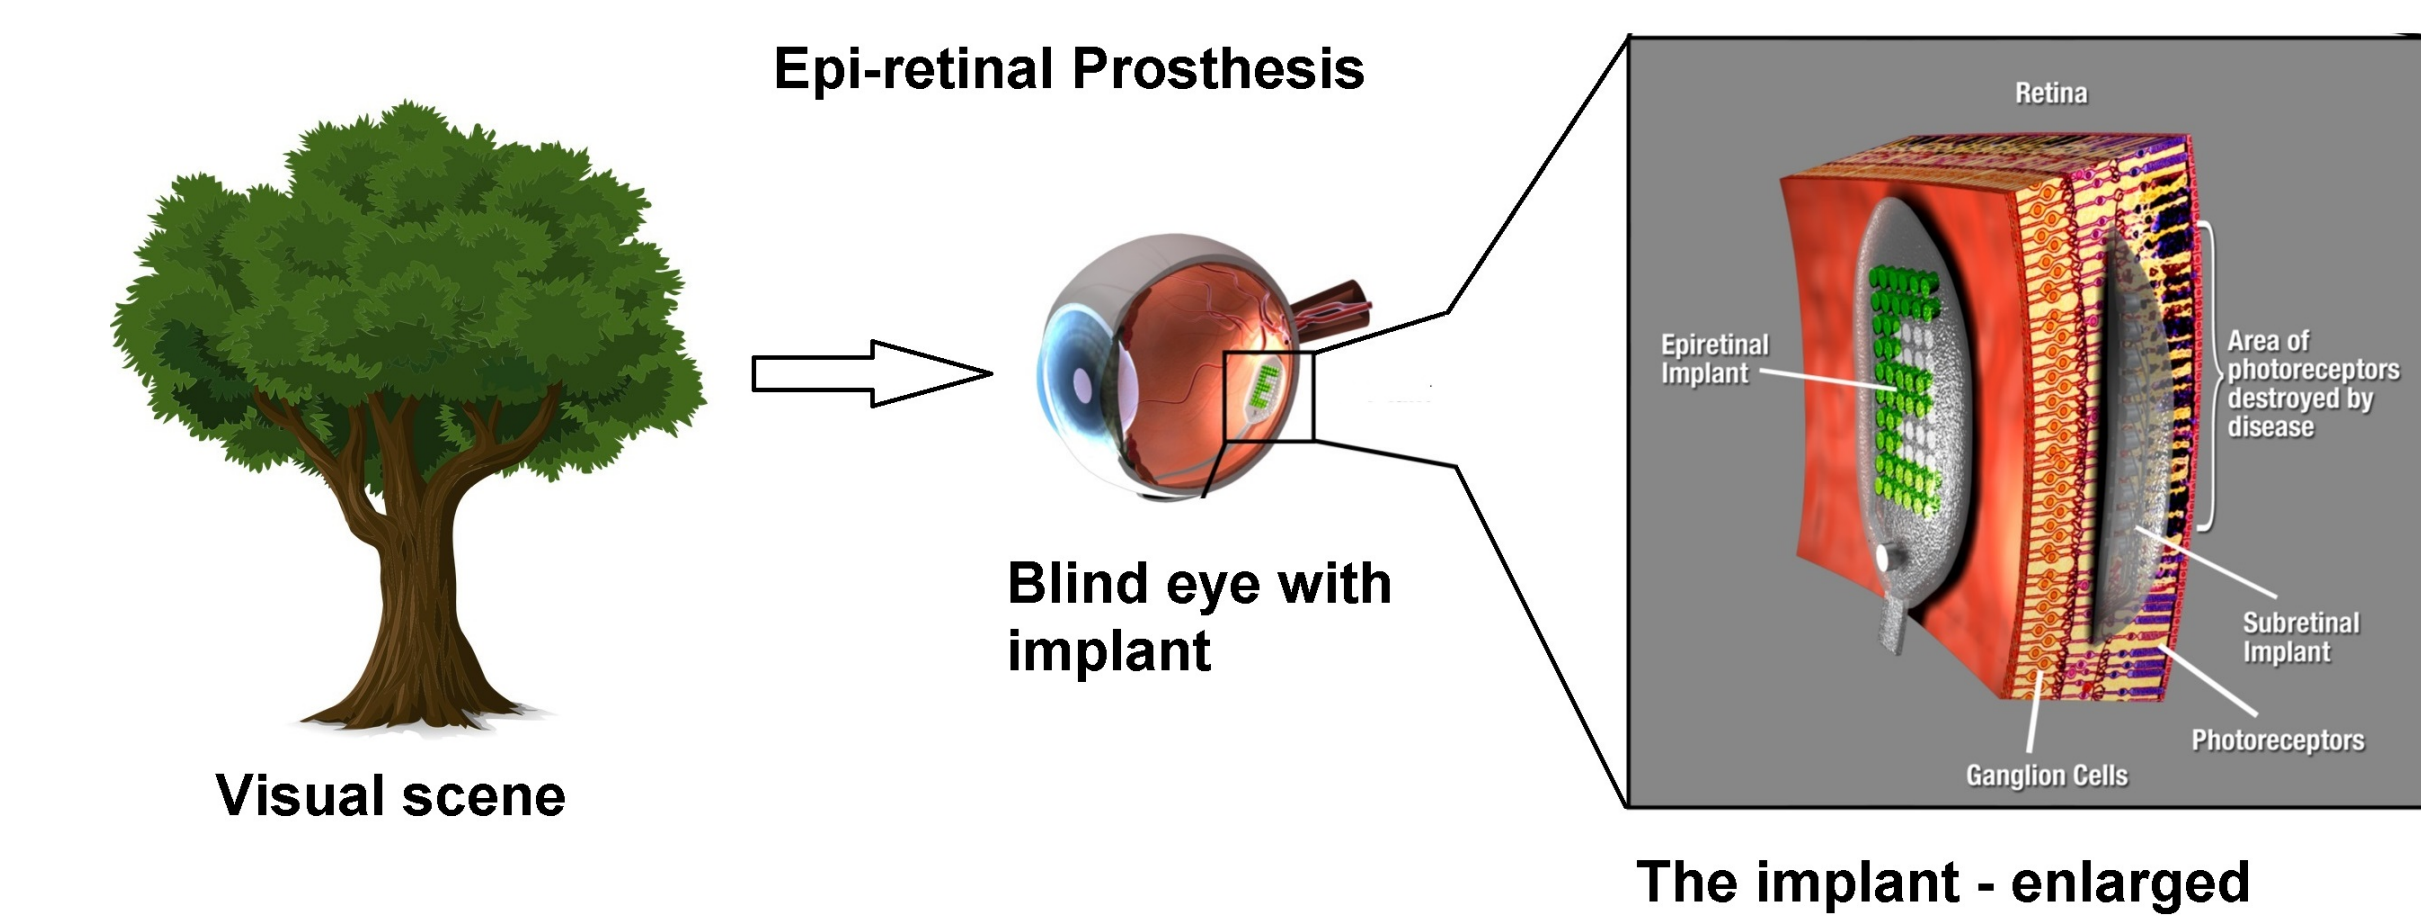 Epi-retinal Prosthesis
Visual scene
Blind eye with
implant
Retina
Epiretinal
Implant
Area of
photoreceptors
destroyed by
disease
Subretinal
Implant
Photoreceptors
Ganglion Cells
The implant - enlarged